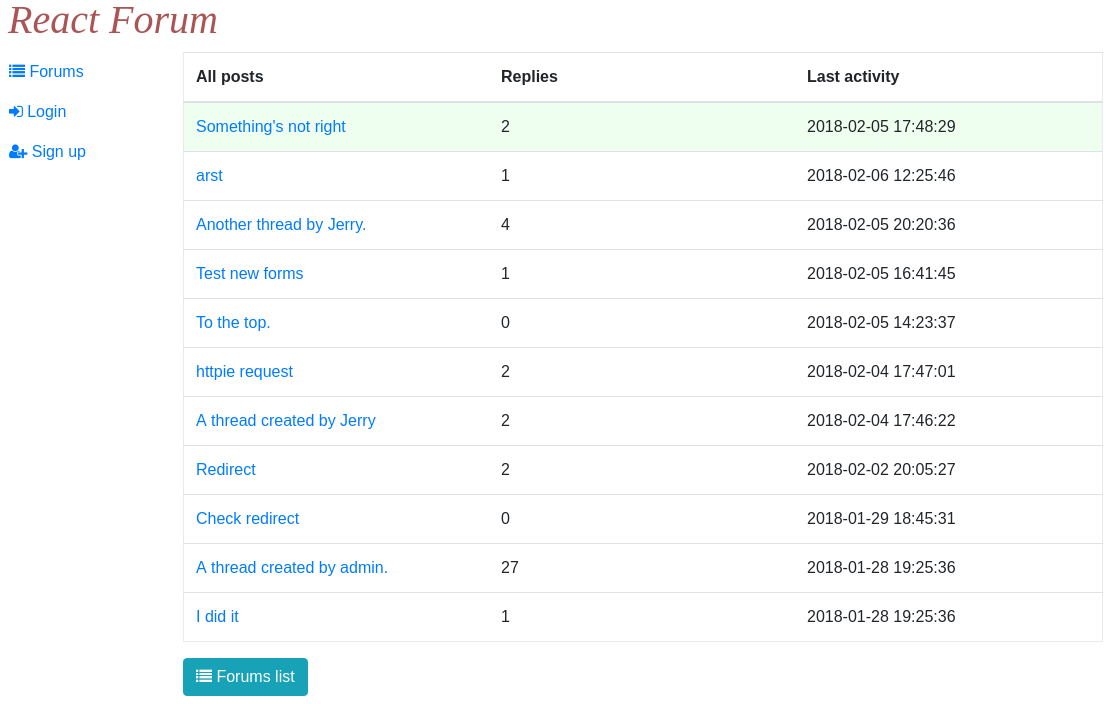 React Forum
Forums
Login
Sign up
All posts Replies Last activity
Something's not right 2 2018-02-05 17:48:29
arst 1 2018-02-06 12:25:46
Another thread by Jerry. 4 2018-02-05 20:20:36
Test new forms 1 2018-02-05 16:41:45
To the top. 0 2018-02-05 14:23:37
httpie request 2 2018-02-04 17:47:01
A thread created by Jerry 2 2018-02-04 17:46:22
Redirect 2 2018-02-02 20:05:27
Check redirect 0 2018-01-29 18:45:31
A thread created by admin. 27 2018-01-28 19:25:36
I did it 1 2018-01-28 19:25:36
Forums list